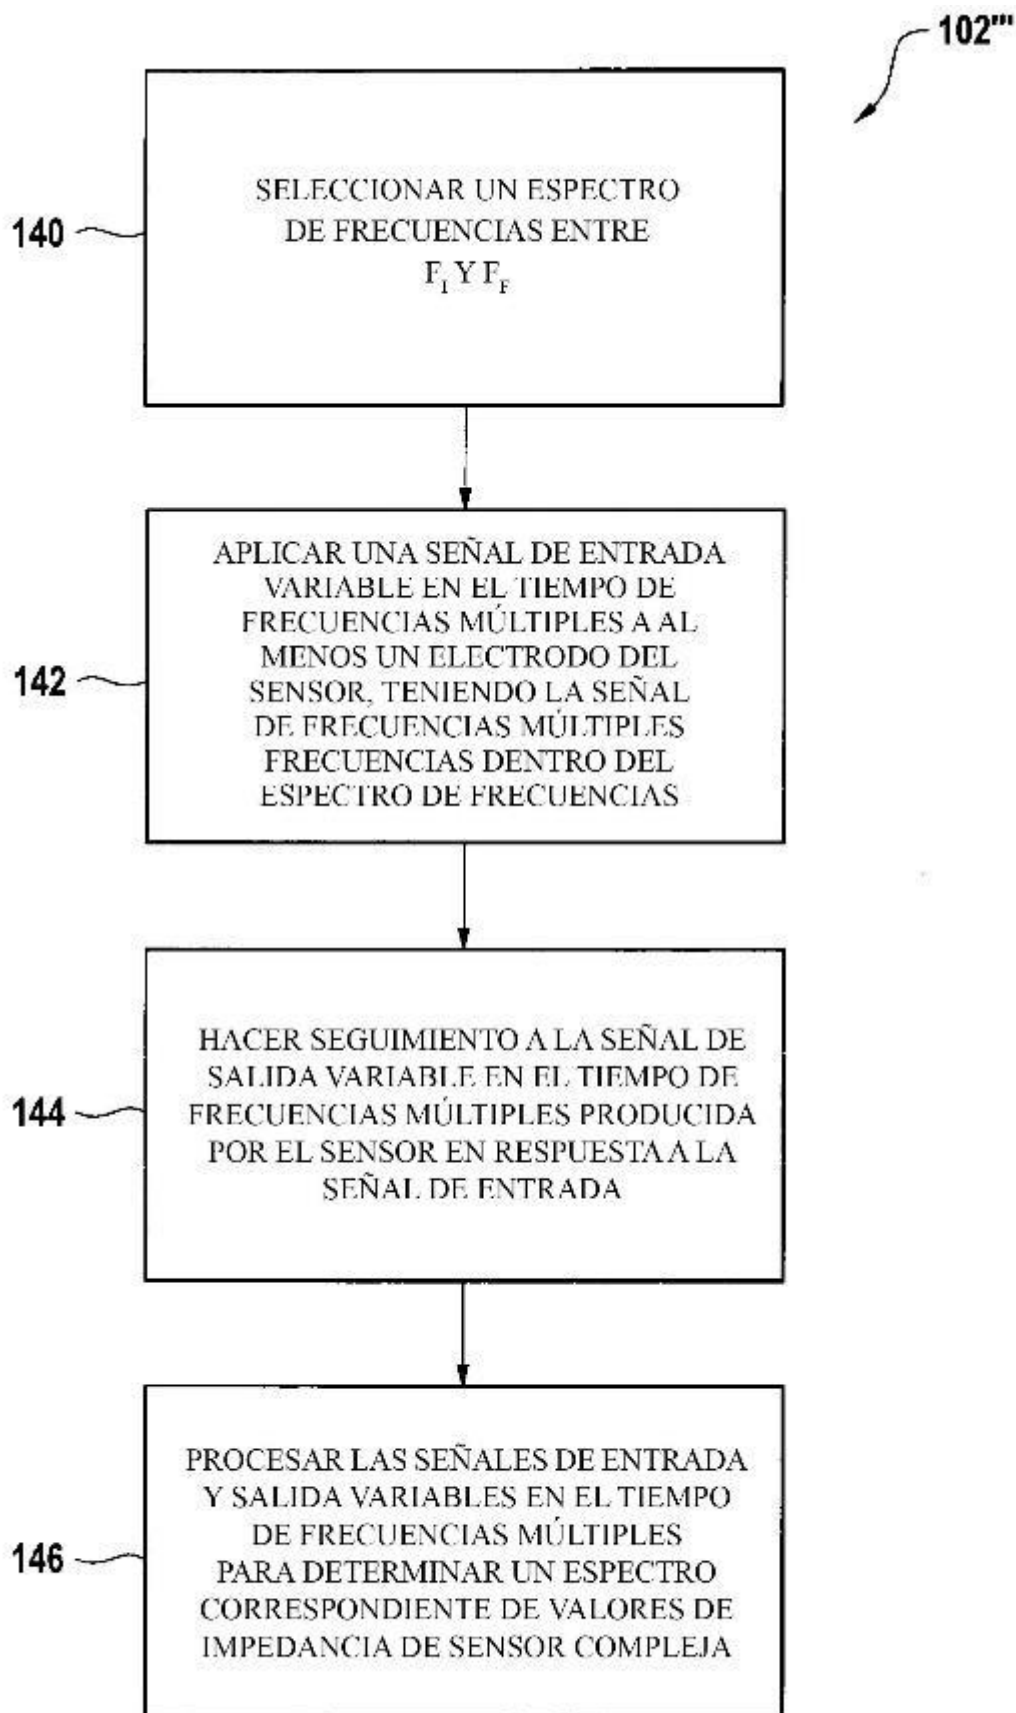 102'''
140
SELECCIONAR UN ESPECTRO
DE FRECUENCIAS ENTRE
F_I Y F_F
142
APLICAR UNA SEÑAL DE ENTRADA
VARIABLE EN EL TIEMPO DE
FRECUENCIAS MÚLTIPLES A AL
MENOS UN ELECTRODO DEL
SENSOR, TENIENDO LA SEÑAL
DE FRECUENCIAS MÚLTIPLES
FRECUENCIAS DENTRO DEL
ESPECTRO DE FRECUENCIAS
144
HACER SEGUIMIENTO A LA SEÑAL DE
SALIDA VARIABLE EN EL TIEMPO DE
FRECUENCIAS MÚLTIPLES PRODUCIDA
POR EL SENSOR EN RESPUESTA A LA
SEÑAL DE ENTRADA
146
PROCESAR LAS SEÑALES DE ENTRADA
Y SALIDA VARIABLES EN EL TIEMPO
DE FRECUENCIAS MÚLTIPLES
PARA DETERMINAR UN ESPECTRO
CORRESPONDIENTE DE VALORES DE
IMPEDANCIA DE SENSOR COMPLEJA